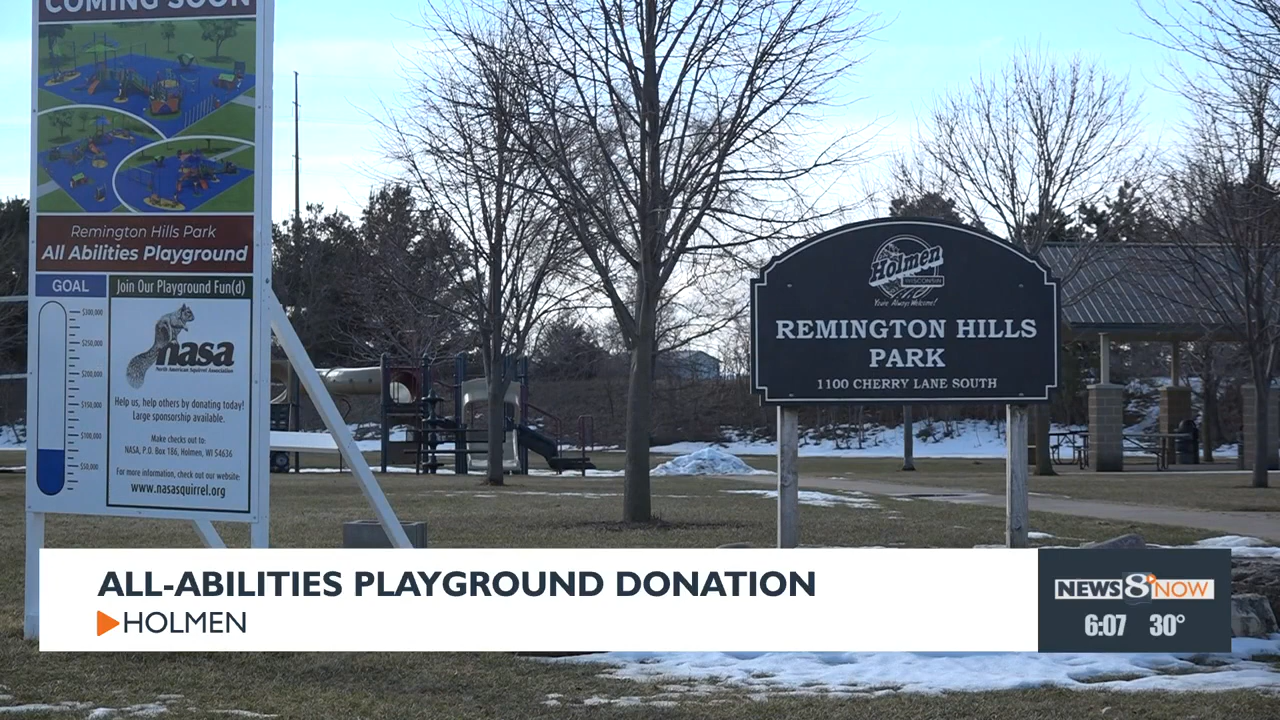 COMING SOON
Remington Hills Park
All Abilities Playground
GOAL
$300,000
$250,000
$200,000
$150,000
$100,000
$50,000
Join Our Playground Fun(d)
nasa
North American Squirrel Association
Help us, help others by donating today!
Large sponsorship available.
Make checks out to:
NASA, P.O. Box 186, Holmen, WI 54636
For more information, check out our website:
www.nasasquirrel.org
Holmen
WISCONSIN
You're Always Welcome!
REMINGTON HILLS
PARK
1100 CHERRY LANE SOUTH
ALL-ABILITIES PLAYGROUND DONATION
HOLMEN
NEWS 8 NOW
6:07 30°